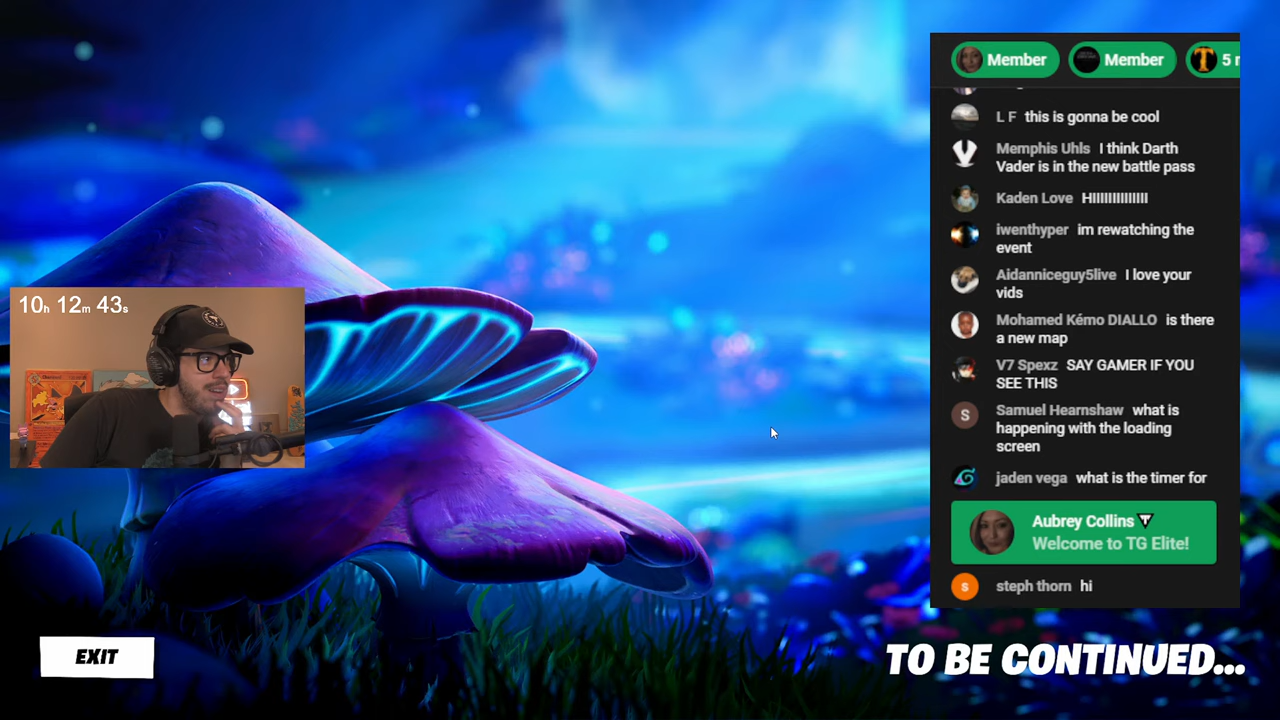 Member
Member
5
L F this is gonna be cool
Memphis Uhls I think Darth
Vader is in the new battle pass
Kaden Love HIIIIIIIIIIIIII
iwenthyper im rewatching the
event
Aidanniceguy5live I love your
vids
Mohamed Kémo DIALLO is there
a new map
V7 Spexz SAY GAMER IF YOU
SEE THIS
S
Samuel Hearnshaw what is
happening with the loading
screen
jaden vega what is the timer for
Aubrey Collins
Welcome to TG Elite!
s
steph thorn hi
10h 12m 43s
EXIT
TO BE CONTINUED...